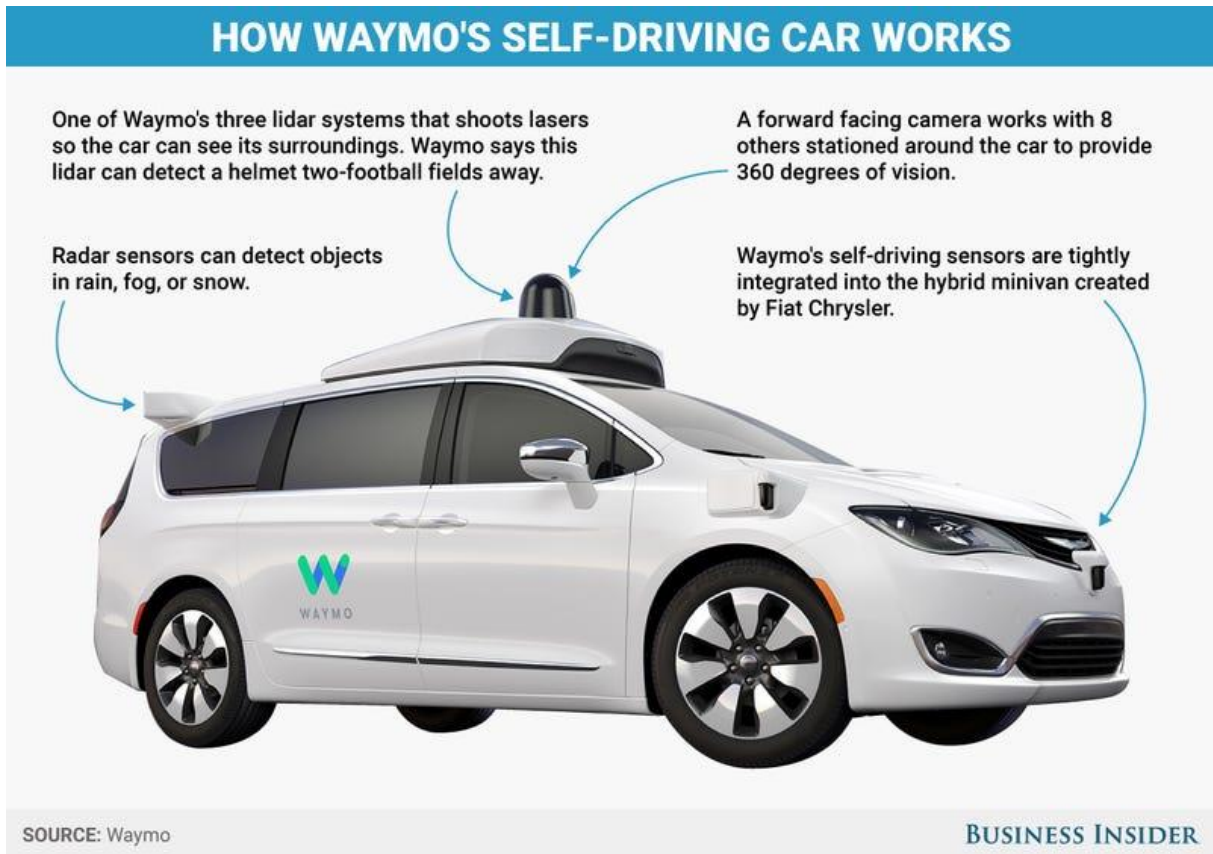 HOW WAYMO'S SELF-DRIVING CAR WORKS
One of Waymo's three lidar systems that shoots lasers
so the car can see its surroundings. Waymo says this
lidar can detect a helmet two-football fields away.
A forward facing camera works with 8
others stationed around the car to provide
360 degrees of vision.
Radar sensors can detect objects
in rain, fog, or snow.
Waymo's self-driving sensors are tightly
integrated into the hybrid minivan created
by Fiat Chrysler.
WAYMO
SOURCE: Waymo
BUSINESS INSIDER